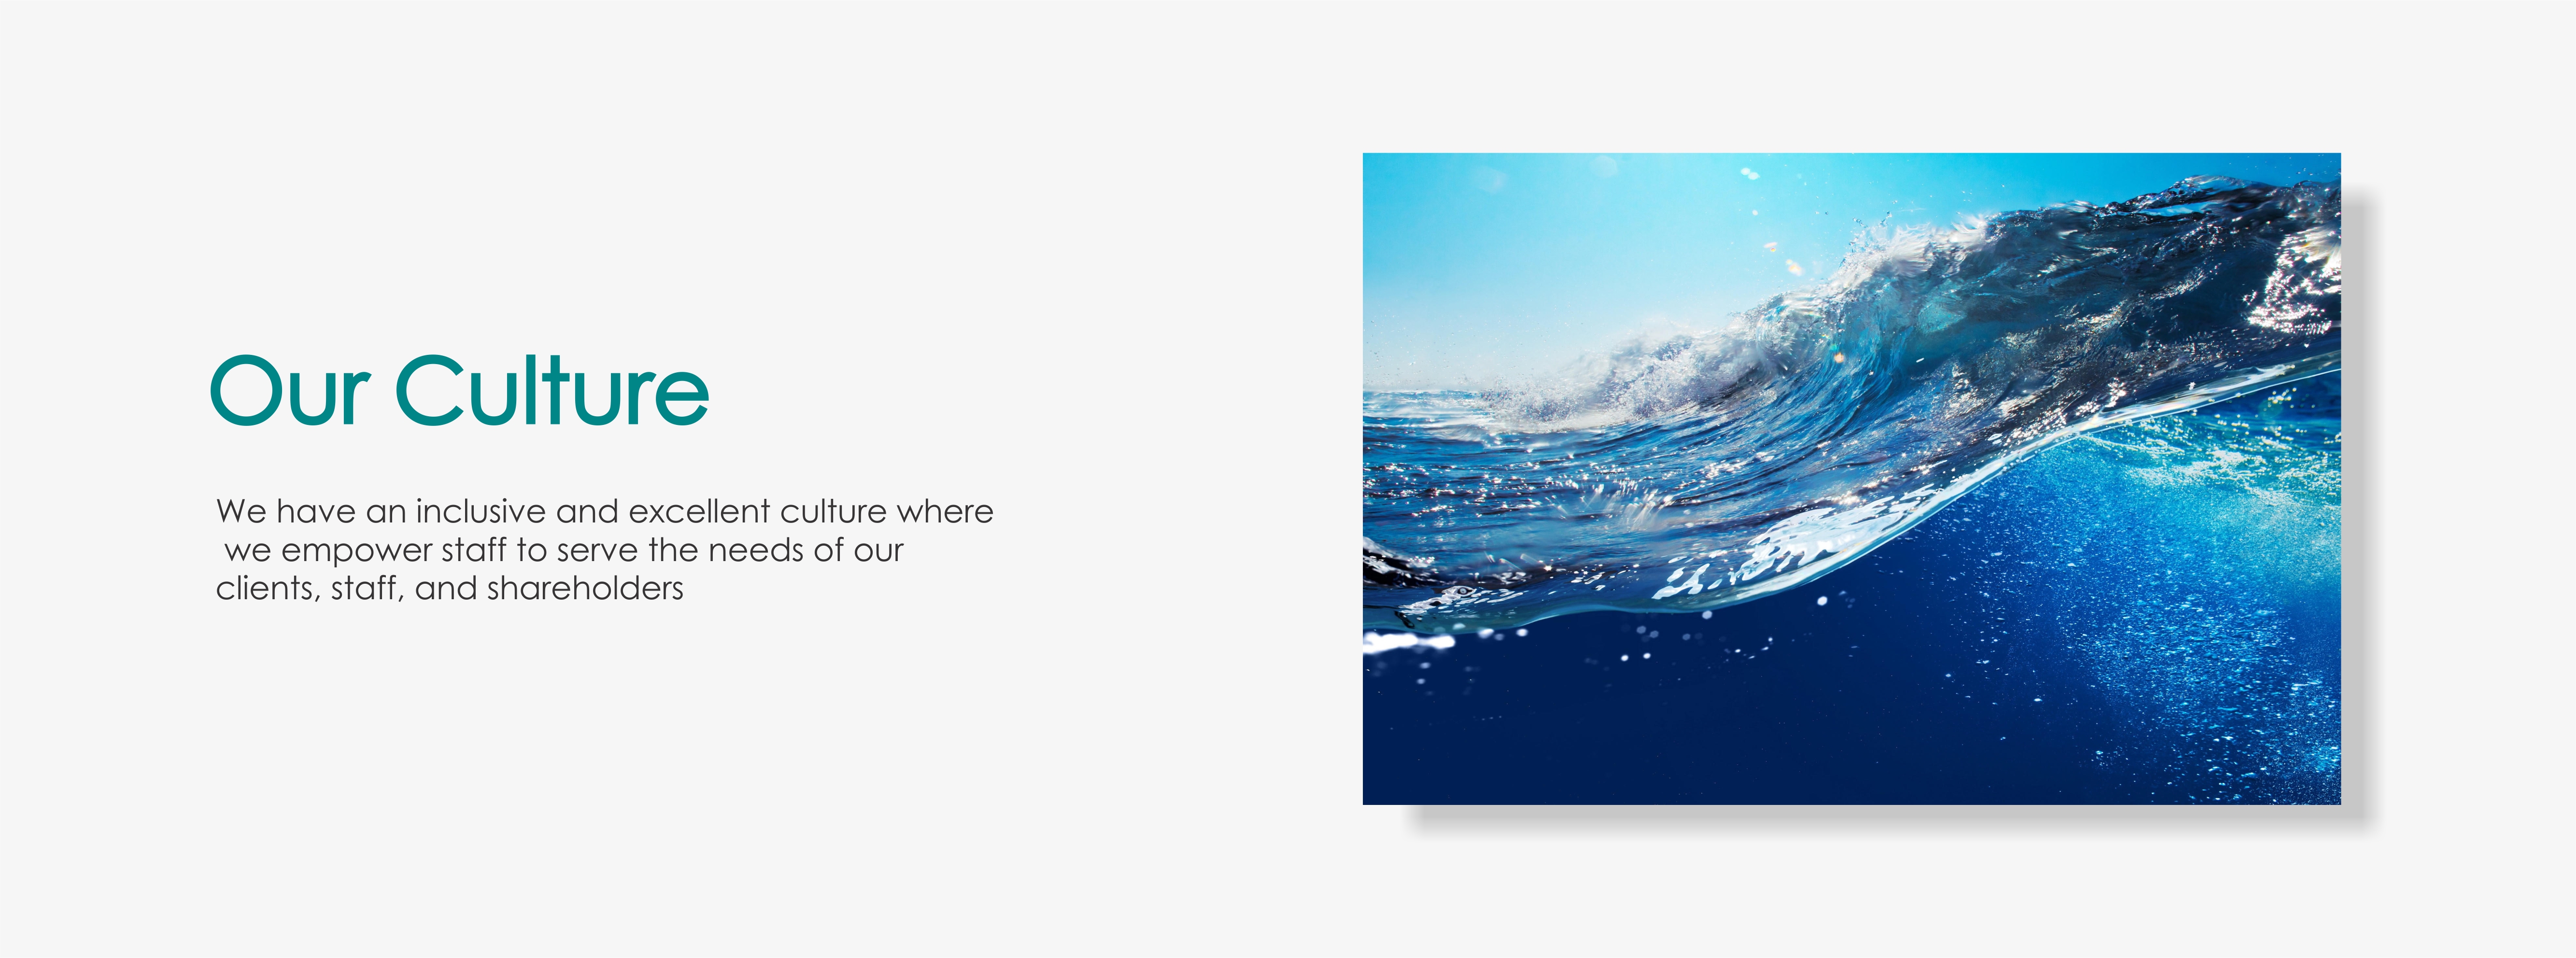 Our Culture
We have an inclusive and excellent culture where
we empower staff to serve the needs of our
clients, staff, and shareholders